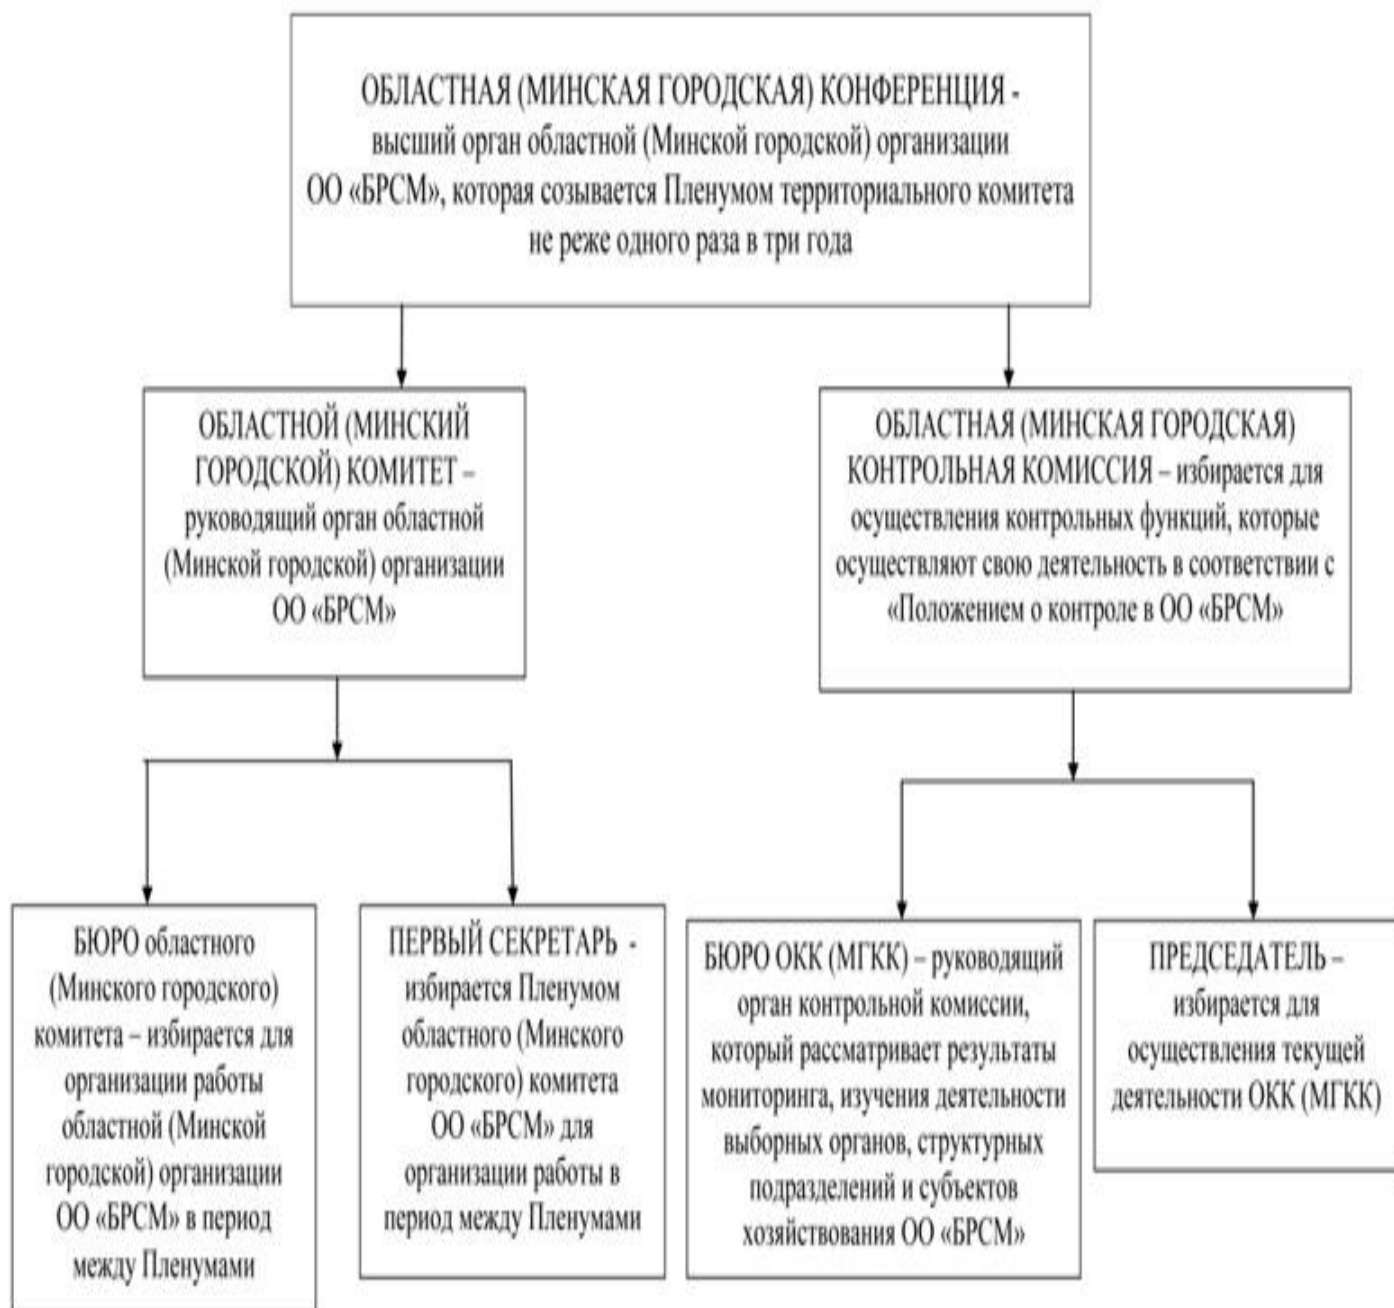 ОБЛАСТНАЯ (МИНСКАЯ ГОРОДСКАЯ) КОНФЕРЕНЦИЯ -
высший орган областной (Минской городской) организации
ОО «БРСМ», которая созывается Пленумом территориального комитета
не реже одного раза в три года
ОБЛАСТНОЙ (МИНСКИЙ
ГОРОДСКОЙ) КОМИТЕТ –
руководящий орган областной
(Минской городской) организации
ОО «БРСМ»
ОБЛАСТНАЯ (МИНСКАЯ ГОРОДСКАЯ)
КОНТРОЛЬНАЯ КОМИССИЯ – избирается для
осуществления контрольных функций, которые
осуществляют свою деятельность в соответствии с
«Положением о контроле в ОО «БРСМ»
БЮРО областного
(Минского городского)
комитета – избирается для
организации работы
областной (Минской
городской) организации
ОО «БРСМ» в период
между Пленумами
ПЕРВЫЙ СЕКРЕТАРЬ -
избирается Пленумом
областного (Минского
городского) комитета
ОО «БРСМ» для
организации работы в
период между Пленумами
БЮРО ОКК (МГКК) – руководящий
орган контрольной комиссии,
который рассматривает результаты
мониторинга, изучения деятельности
выборных органов, структурных
подразделений и субъектов
хозяйствования ОО «БРСМ»
ПРЕДСЕДАТЕЛЬ –
избирается для
осуществления текущей
деятельности ОКК (МГКК)